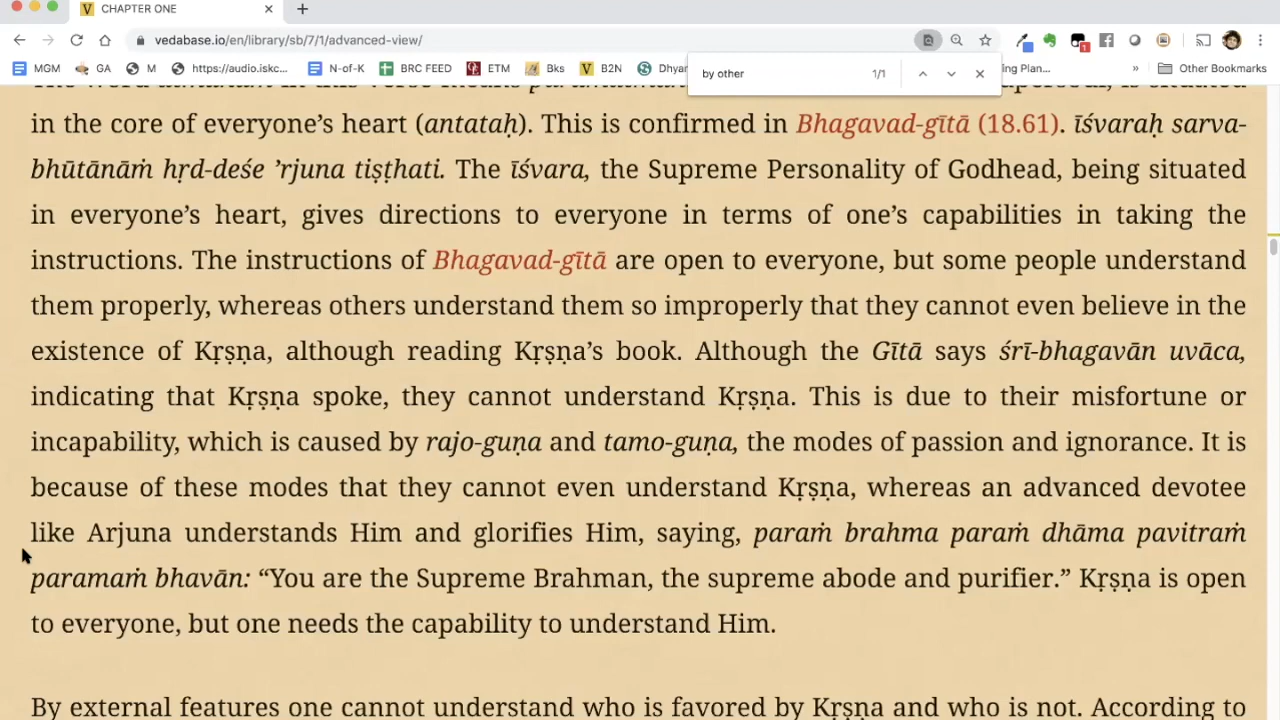 CHAPTER ONE
vedabase.io/en/library/sb/7/1/advanced-view/
MGM GA M https://audio.iskc... N-of-K BRC FEED ETM Bks B2N Dhyan ing Plan... » Other Bookmarks
by other 1/1
in the core of everyone’s heart (antataḥ). This is confirmed in Bhagavad-gītā (18.61). īśvaraḥ sarva-
bhūtānāṁ hṛd-deśe ’rjuna tiṣṭhati. The īśvara, the Supreme Personality of Godhead, being situated
in everyone’s heart, gives directions to everyone in terms of one’s capabilities in taking the
instructions. The instructions of Bhagavad-gītā are open to everyone, but some people understand
them properly, whereas others understand them so improperly that they cannot even believe in the
existence of Kṛṣṇa, although reading Kṛṣṇa’s book. Although the Gītā says śrī-bhagavān uvāca,
indicating that Kṛṣṇa spoke, they cannot understand Kṛṣṇa. This is due to their misfortune or
incapability, which is caused by rajo-guṇa and tamo-guṇa, the modes of passion and ignorance. It is
because of these modes that they cannot even understand Kṛṣṇa, whereas an advanced devotee
like Arjuna understands Him and glorifies Him, saying, paraṁ brahma paraṁ dhāma pavitraṁ
paramaṁ bhavān: “You are the Supreme Brahman, the supreme abode and purifier.” Kṛṣṇa is open
to everyone, but one needs the capability to understand Him.
By external features one cannot understand who is favored by Kṛṣṇa and who is not. According to